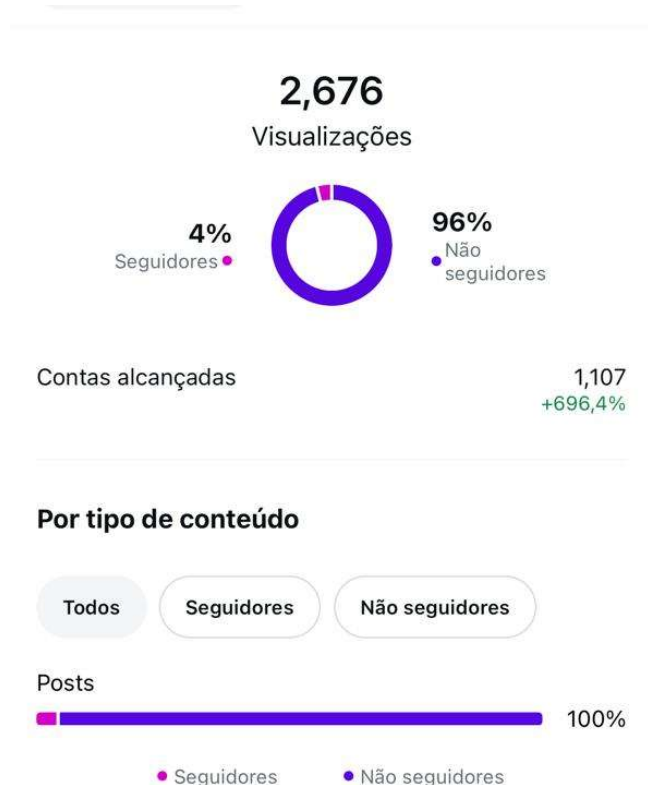 2,676
Visualizações
4%
Seguidores
96%
Não
seguidores
Contas alcançadas
1,107
+696,4%
Por tipo de conteúdo
Todos
Seguidores
Não seguidores
Posts
100%
Seguidores
Não seguidores